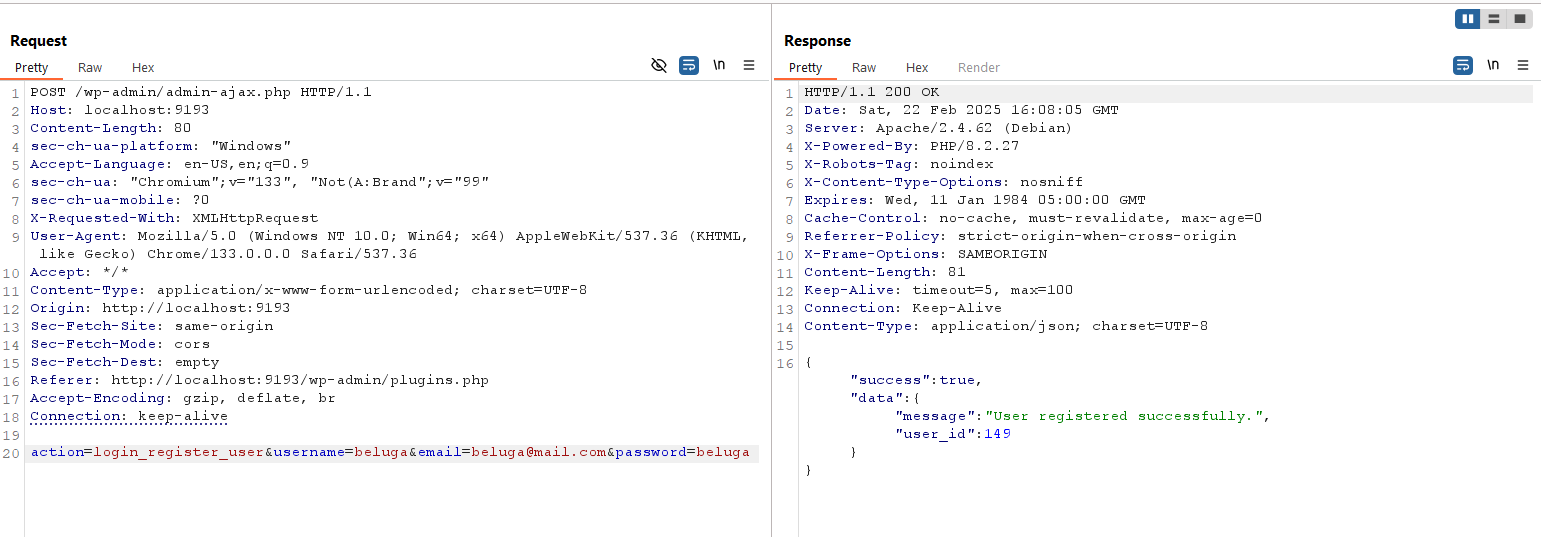 Request
Pretty Raw Hex \n
1 POST /wp-admin/admin-ajax.php HTTP/1.1
2 Host: localhost:9193
3 Content-Length: 80
4 sec-ch-ua-platform: "Windows"
5 Accept-Language: en-US,en;q=0.9
6 sec-ch-ua: "Chromium";v="133", "Not(A:Brand";v="99"
7 sec-ch-ua-mobile: ?0
8 X-Requested-With: XMLHttpRequest
9 User-Agent: Mozilla/5.0 (Windows NT 10.0; Win64; x64) AppleWebKit/537.36 (KHTML,
like Gecko) Chrome/133.0.0.0 Safari/537.36
10 Accept: */*
11 Content-Type: application/x-www-form-urlencoded; charset=UTF-8
12 Origin: http://localhost:9193
13 Sec-Fetch-Site: same-origin
14 Sec-Fetch-Mode: cors
15 Sec-Fetch-Dest: empty
16 Referer: http://localhost:9193/wp-admin/plugins.php
17 Accept-Encoding: gzip, deflate, br
18 Connection: keep-alive
19
20 action=login_register_user&username=beluga&email=beluga@mail.com&password=beluga
Response
Pretty Raw Hex Render \n
1 HTTP/1.1 200 OK
2 Date: Sat, 22 Feb 2025 16:08:05 GMT
3 Server: Apache/2.4.62 (Debian)
4 X-Powered-By: PHP/8.2.27
5 X-Robots-Tag: noindex
6 X-Content-Type-Options: nosniff
7 Expires: Wed, 11 Jan 1984 05:00:00 GMT
8 Cache-Control: no-cache, must-revalidate, max-age=0
9 Referrer-Policy: strict-origin-when-cross-origin
10 X-Frame-Options: SAMEORIGIN
11 Content-Length: 81
12 Keep-Alive: timeout=5, max=100
13 Connection: Keep-Alive
14 Content-Type: application/json; charset=UTF-8
15
16 {
"success":true,
"data":{
"message":"User registered successfully.",
"user_id":149
}
}